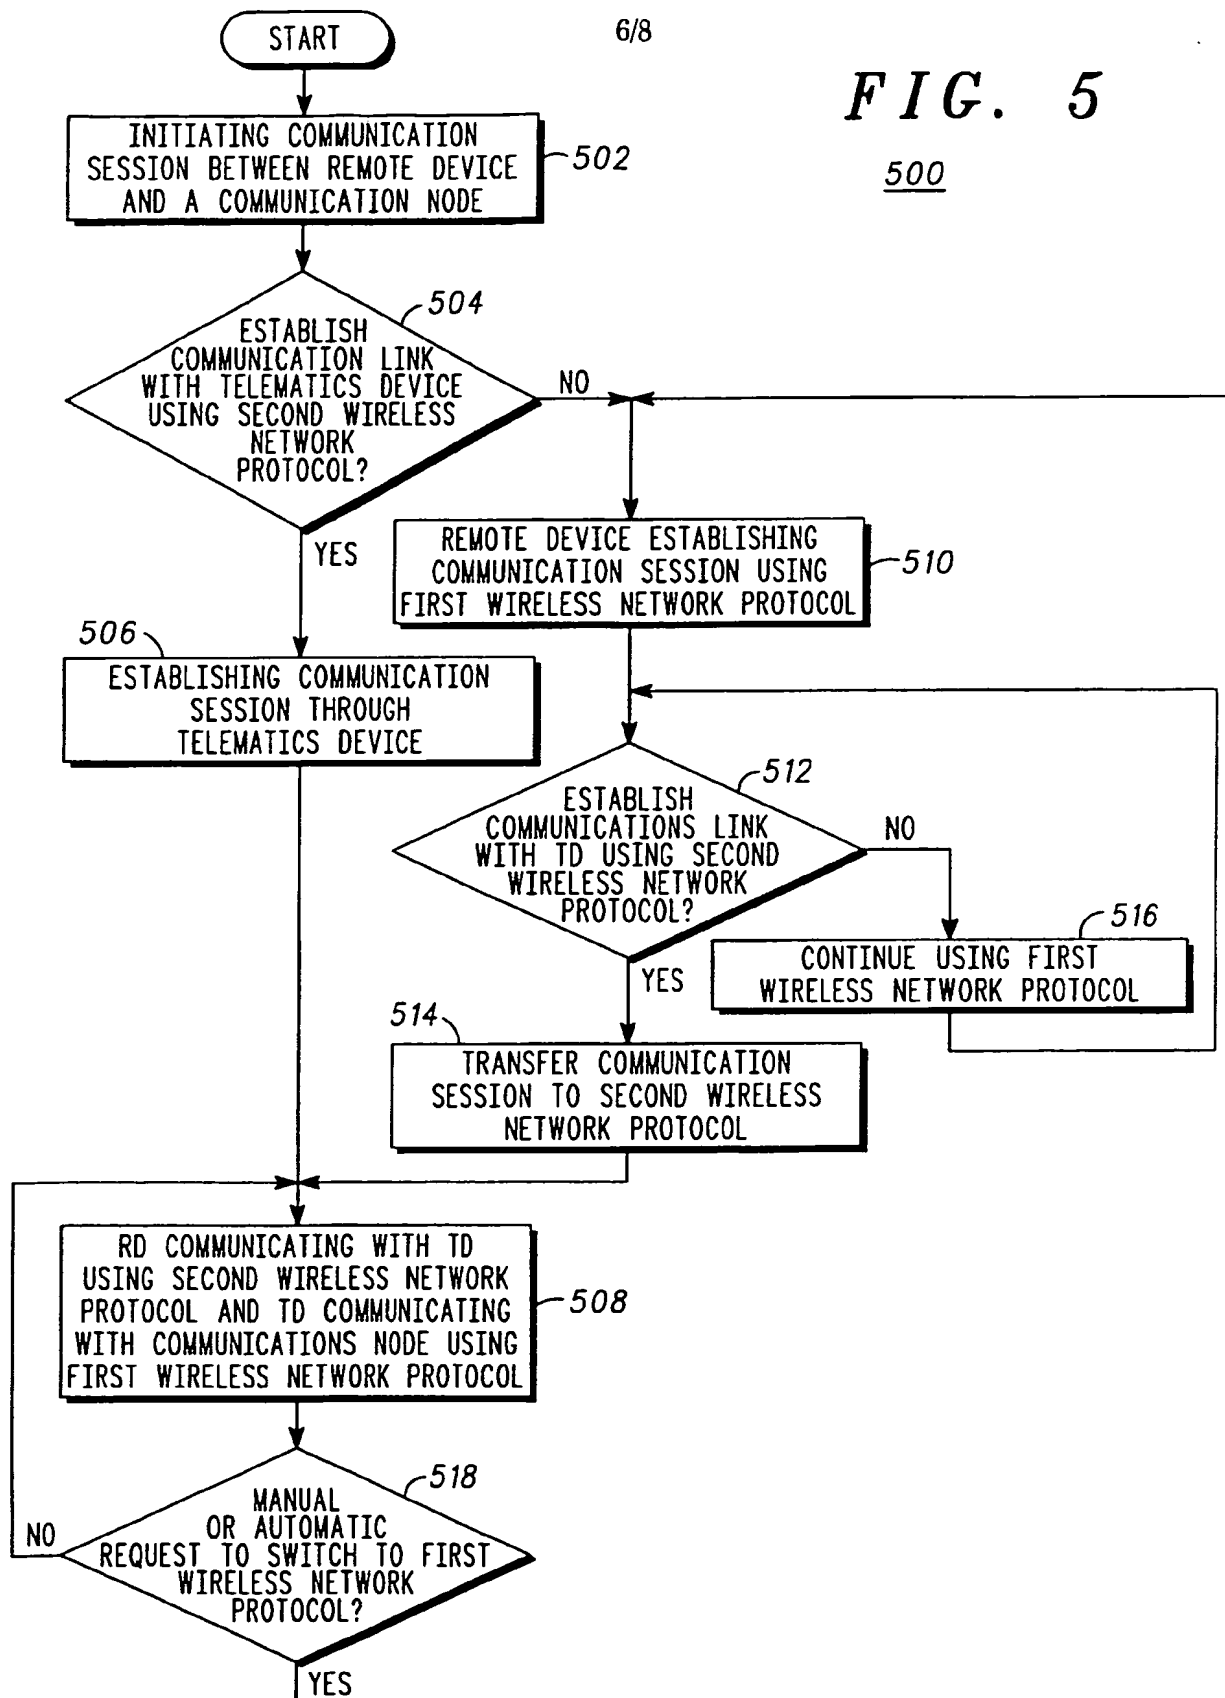 START
6/8
FIG. 5
500
INITIATING COMMUNICATION
SESSION BETWEEN REMOTE DEVICE
AND A COMMUNICATION NODE
502
504
ESTABLISH
COMMUNICATION LINK
WITH TELEMATICS DEVICE
USING SECOND WIRELESS
NETWORK
PROTOCOL?
NO
YES
REMOTE DEVICE ESTABLISHING
COMMUNICATION SESSION USING
FIRST WIRELESS NETWORK PROTOCOL
510
506
ESTABLISHING COMMUNICATION
SESSION THROUGH
TELEMATICS DEVICE
512
ESTABLISH
COMMUNICATIONS LINK
WITH TD USING SECOND
WIRELESS NETWORK
PROTOCOL?
NO
YES
516
CONTINUE USING FIRST
WIRELESS NETWORK PROTOCOL
514
TRANSFER COMMUNICATION
SESSION TO SECOND WIRELESS
NETWORK PROTOCOL
RD COMMUNICATING WITH TD
USING SECOND WIRELESS NETWORK
PROTOCOL AND TD COMMUNICATING
WITH COMMUNICATIONS NODE USING
FIRST WIRELESS NETWORK PROTOCOL
508
518
MANUAL
OR AUTOMATIC
REQUEST TO SWITCH TO FIRST
WIRELESS NETWORK
PROTOCOL?
NO
YES